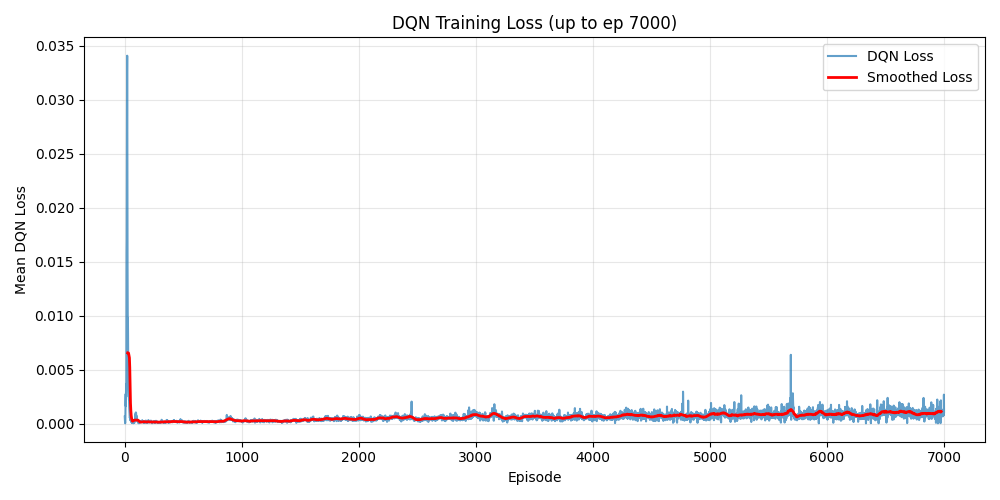 DQN Training Loss (up to ep 7000)
DQN Loss
Smoothed Loss
Mean DQN Loss
0.035
0.030
0.025
0.020
0.015
0.010
0.005
0.000
0 1000 2000 3000 4000 5000 6000 7000
Episode